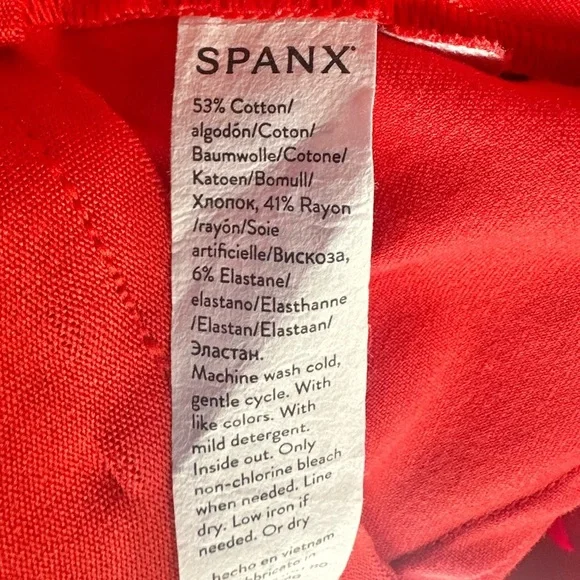 SPANX
53% Cotton/
algodón/Coton/
Baumwolle/Cotone/
Katoen/Bomull/
Хлопок, 41% Rayon
/rayón/Soie
artificielle/Вискоза,
6% Elastane/
elastano/Elasthanne
/Elastan/Elastaan/
Эластан.
Machine wash cold,
gentle cycle. With
like colors. With
mild detergent.
Inside out. Only
non-chlorine bleach
when needed. Line
dry. Low iron if
needed. Or dry
hecho en vietnam